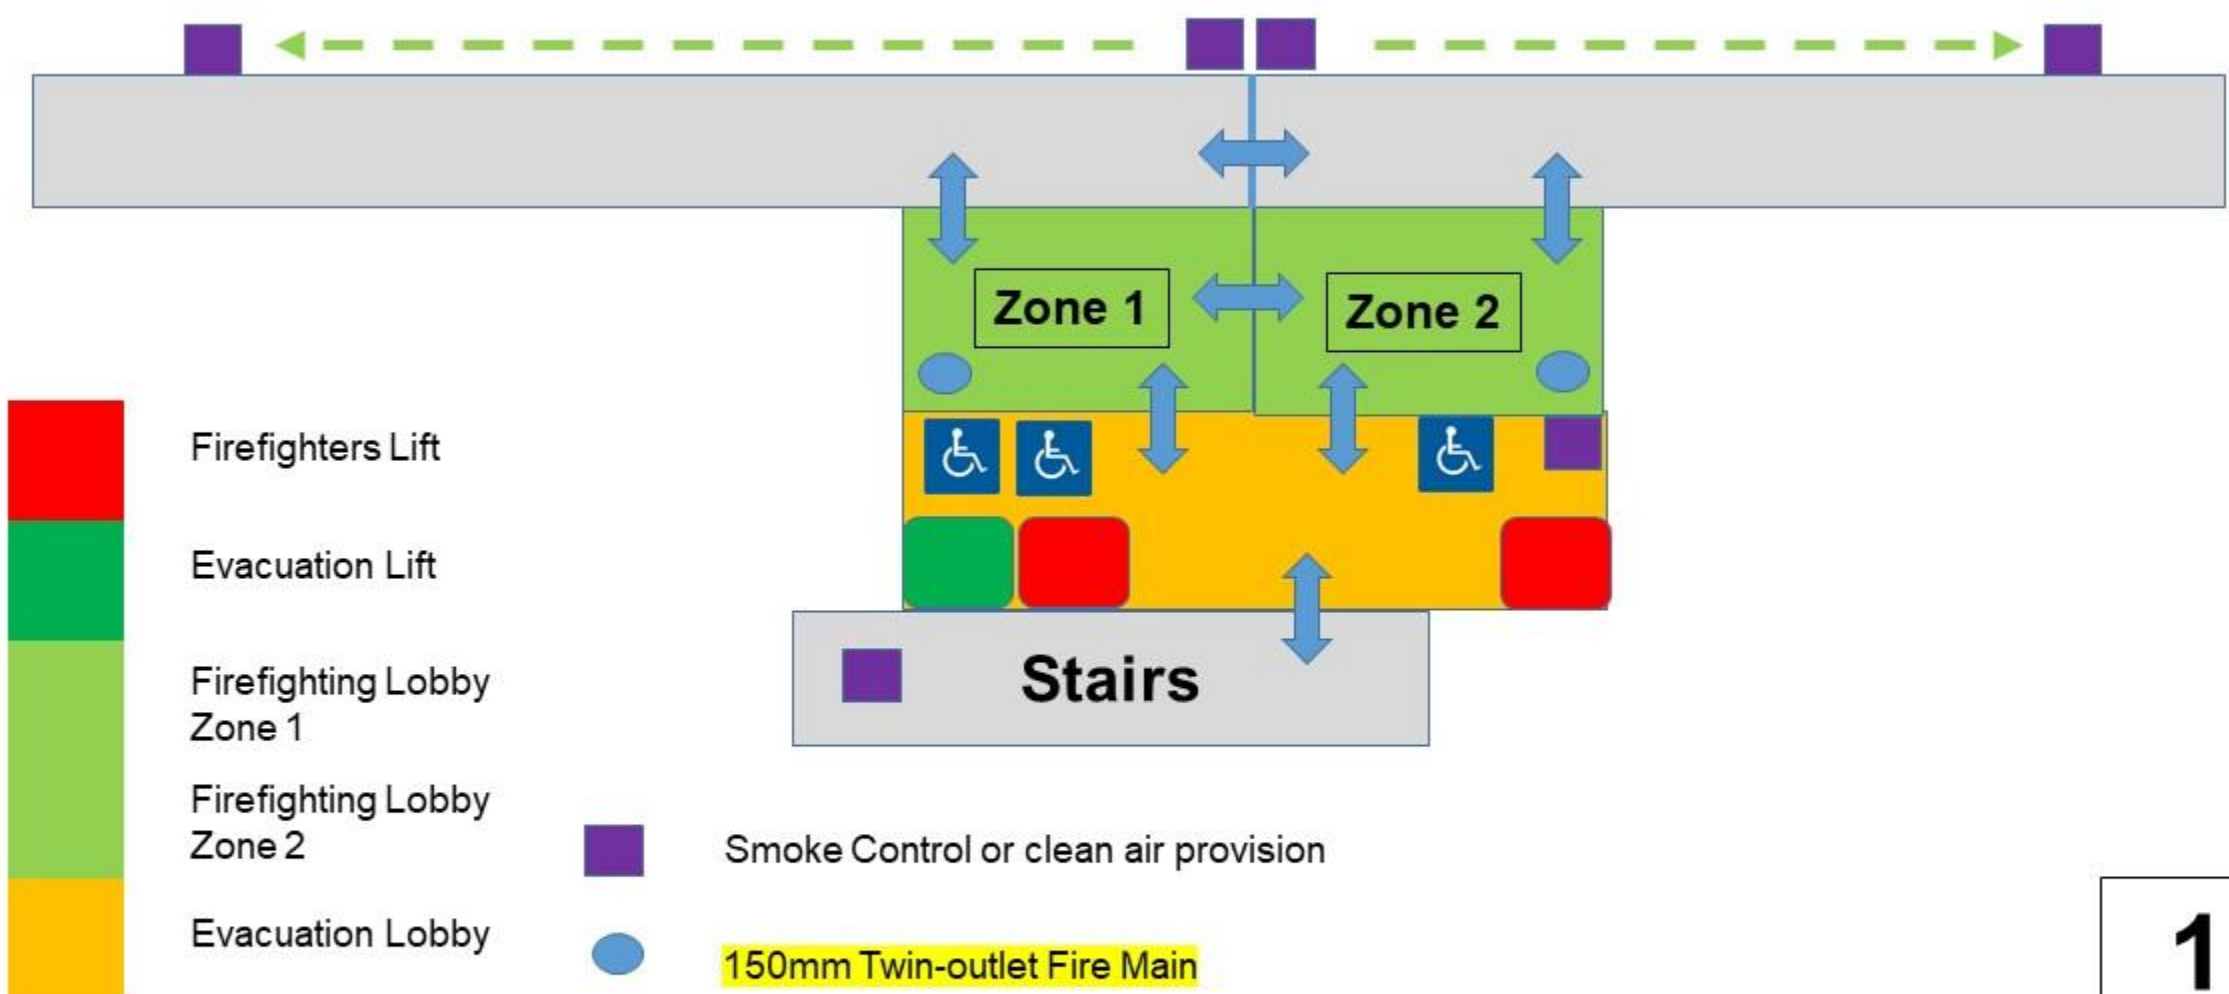 Zone 1
Zone 2
Stairs
Firefighters Lift
Evacuation Lift
Firefighting Lobby
Zone 1
Firefighting Lobby
Zone 2
Evacuation Lobby
Smoke Control or clean air provision
150mm Twin-outlet Fire Main
1